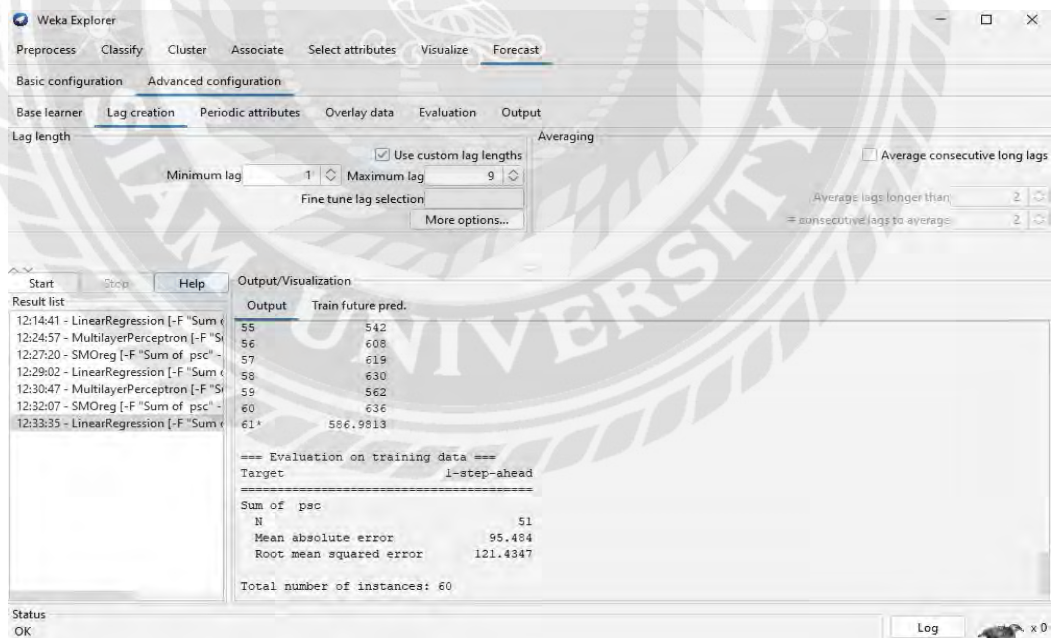 Weka Explorer
Preprocess Classify Cluster Associate Select attributes Visualize Forecast
Basic configuration Advanced configuration
Base learner Lag creation Periodic attributes Overlay data Evaluation Output
Lag length
Use custom lag lengths
Minimum lag 1 Maximum lag 9
Fine tune lag selection
More options...
Averaging
Average consecutive long lags
Average lags longer than 2
= consecutive lags to average 2
Start Stop Help
Result list
12:14:41 - LinearRegression [-F "Sum
12:24:57 - MultilayerPerceptron [-F "S
12:27:20 - SMOreg [-F "Sum of psc" -
12:29:02 - LinearRegression [-F "Sum
12:30:47 - MultilayerPerceptron [-F "S
12:32:07 - SMOreg [-F "Sum of psc" -
12:33:35 - LinearRegression [-F "Sum
Output/Visualization
Output Train future pred.
55 542
56 608
57 619
58 630
59 562
60 636
61* 586.9813
=== Evaluation on training data ===
Target 1-step-ahead
=========================================
Sum of psc
N 51
Mean absolute error 95.484
Root mean squared error 121.4347
Total number of instances: 60
Status
OK
Log x 0
SIAM UNIVERSITY